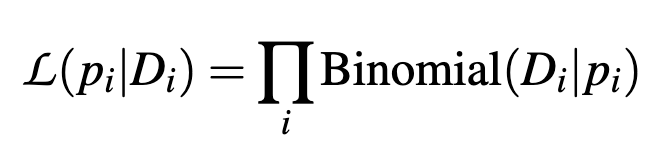 ℒ(pᵢ|Dᵢ) = ∏ᵢ Binomial(Dᵢ|pᵢ)